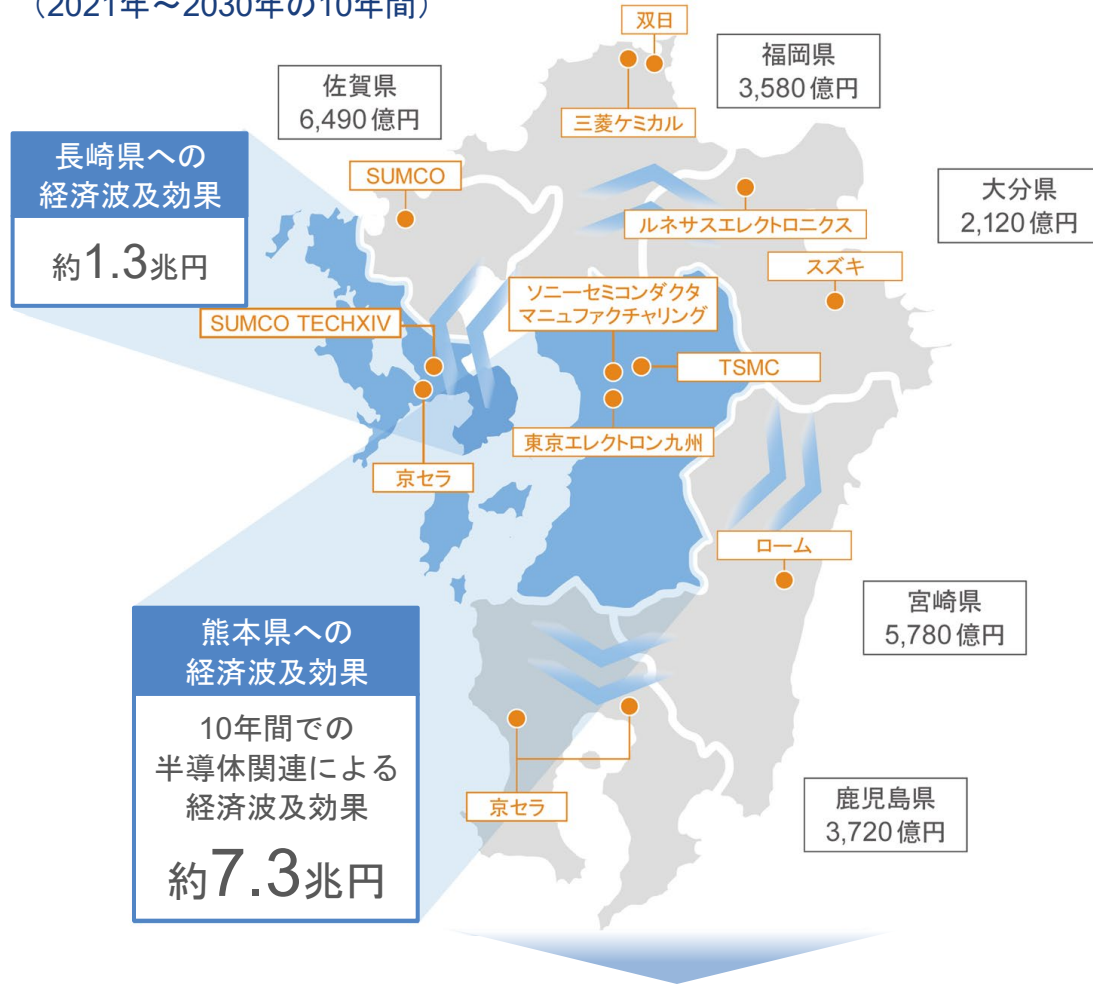 （2021年～2030年の10年間）
双日
福岡県
3,580億円
佐賀県
6,490億円
三菱ケミカル
長崎県への
経済波及効果
約1.3兆円
SUMCO
大分県
2,120億円
ルネサスエレクトロニクス
スズキ
ソニーセミコンダクタ
マニュファクチャリング
SUMCO TECHXIV
TSMC
東京エレクトロン九州
京セラ
ローム
宮崎県
5,780億円
熊本県への
経済波及効果
10年間での
半導体関連による
経済波及効果
約7.3兆円
京セラ
鹿児島県
3,720億円